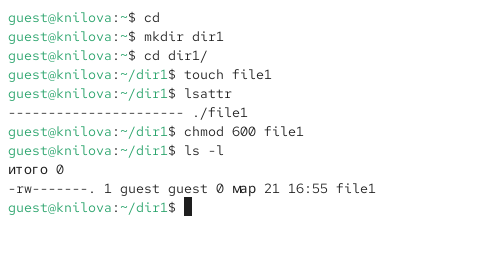 guest@knilova:~$ cd
guest@knilova:~$ mkdir dir1
guest@knilova:~$ cd dir1/
guest@knilova:~/dir1$ touch file1
guest@knilova:~/dir1$ lsattr
---------------------- ./file1
guest@knilova:~/dir1$ chmod 600 file1
guest@knilova:~/dir1$ ls -l
итого 0
-rw-------. 1 guest guest 0 мар 21 16:55 file1
guest@knilova:~/dir1$